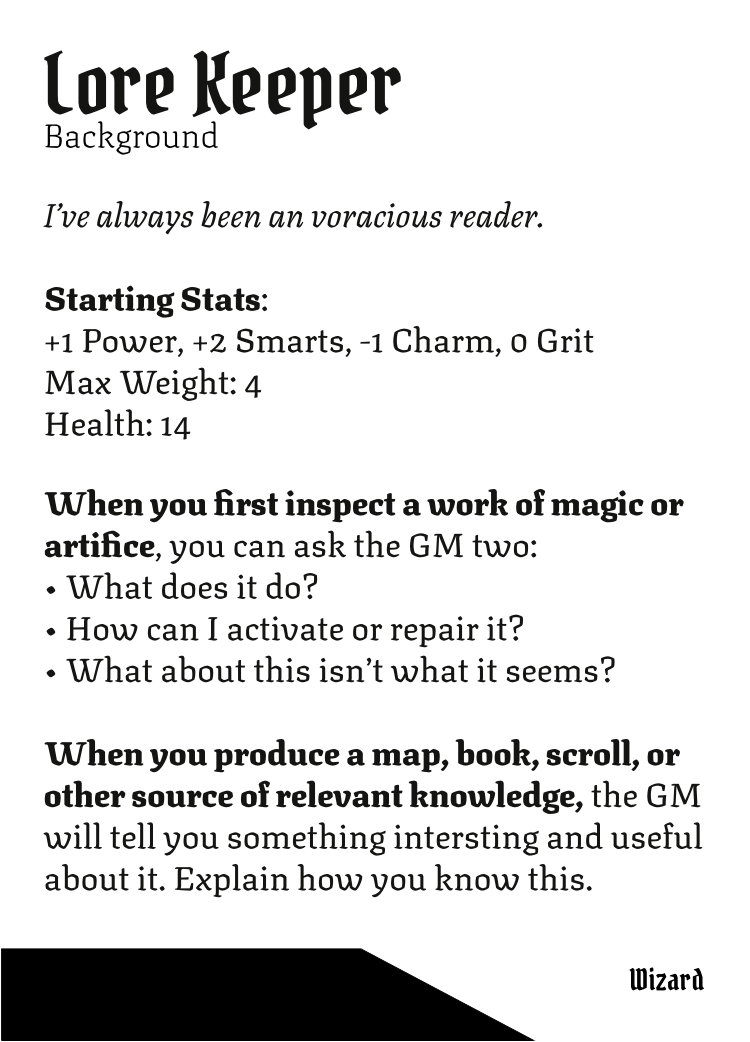 Lore Keeper
Background
I've always been an voracious reader.
Starting Stats:
+1 Power, +2 Smarts, -1 Charm, 0 Grit
Max Weight: 4
Health: 14
When you first inspect a work of magic or
artifice, you can ask the GM two:
• What does it do?
• How can I activate or repair it?
• What about this isn't what it seems?
When you produce a map, book, scroll, or
other source of relevant knowledge, the GM
will tell you something intersting and useful
about it. Explain how you know this.
Wizard